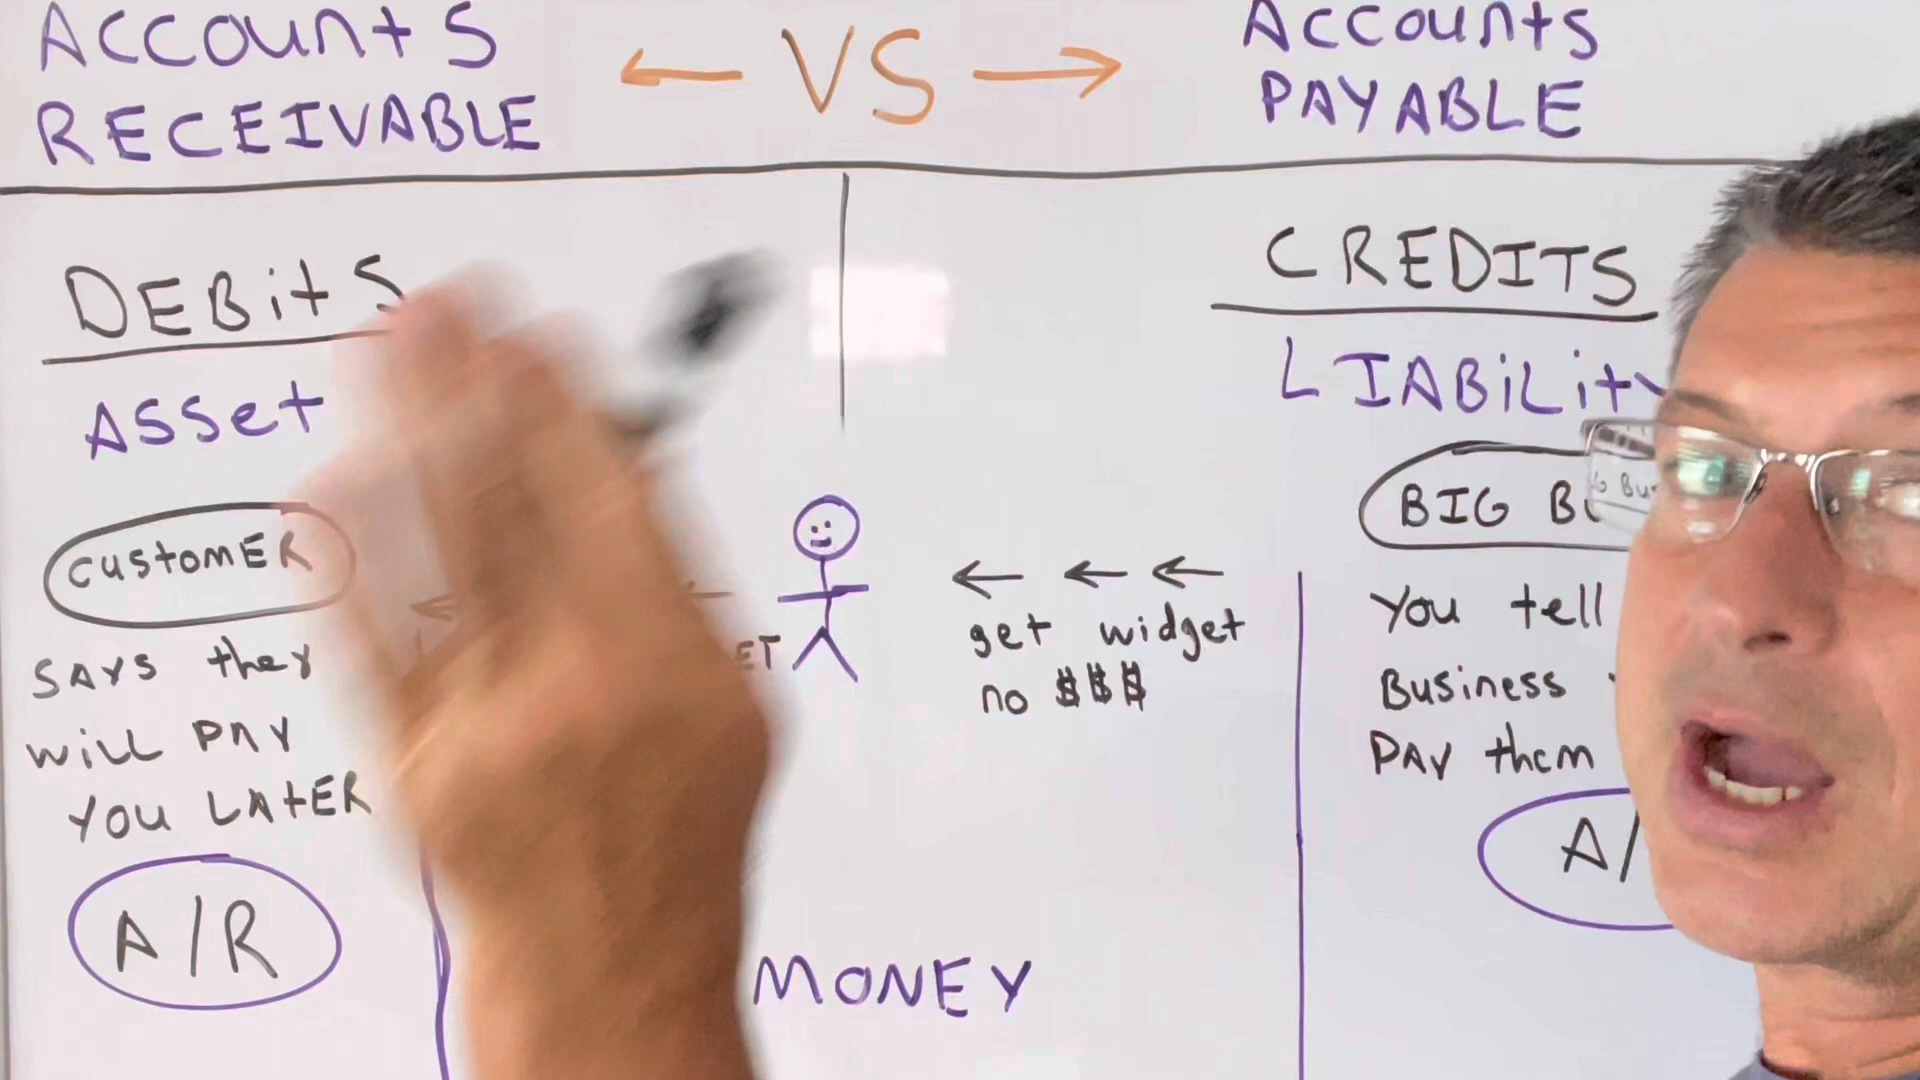 Accounts
RECEIVABLE
← VS →
Accounts
PAYABLE
DEBitS
ASSet
customER
SAYS they
will PAY
YOU LAtER
A/R
get widget
no $$$
MONEY
CREDITS
LIABiLity
BIG
You tell
Business
PAY them
A/